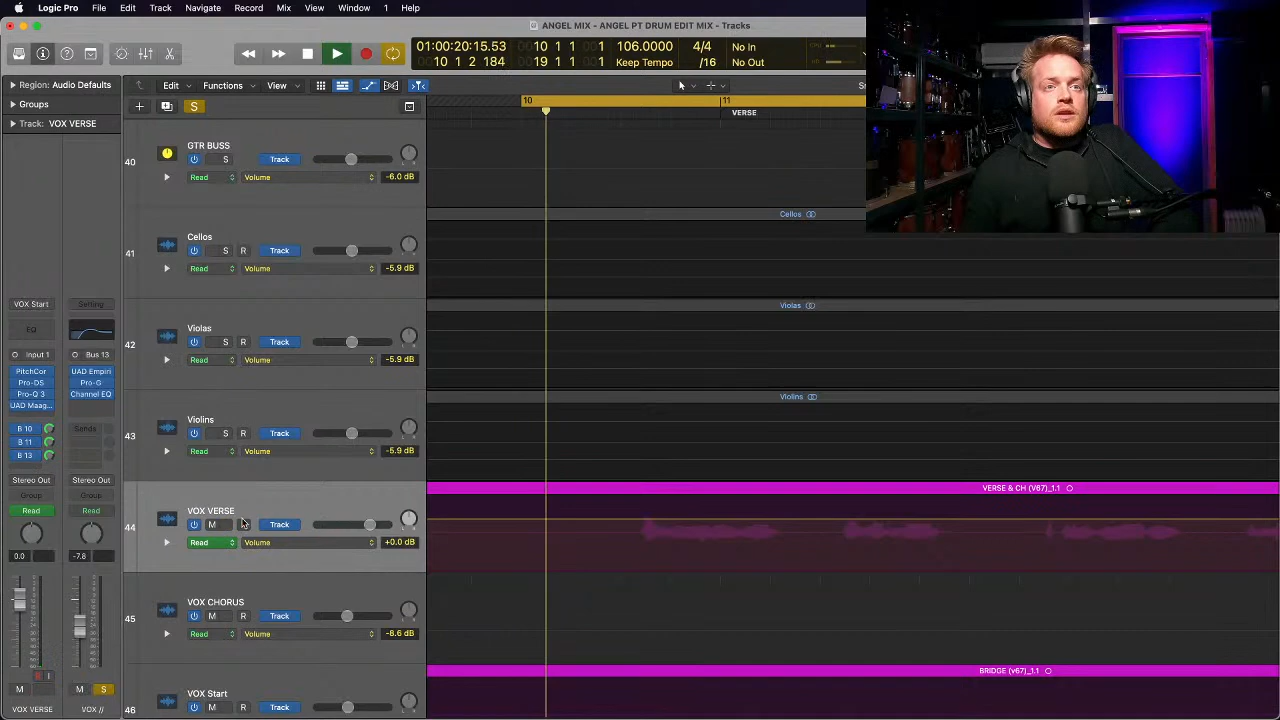 Logic Pro File Edit Track Navigate Record Mix View Window 1 Help
ANGEL MIX - ANGEL PT DRUM EDIT MIX - Tracks
01:00:20:15.53 10 1 1 001 106.0000 4/4 No In
10 1 2 184 19 1 1 001 Keep Tempo /16 No Out
Region: Audio Defaults
Edit Functions View
Groups
S
10 11
Track: VOX VERSE
VERSE
40
GTR BUSS
S Track
Read Volume -6.0 dB
Cellos
41
Cellos
S R Track
Read Volume -5.9 dB
Violas
42
Violas
S R Track
Read Volume -5.9 dB
Violins
43
Violins
S R Track
Read Volume -5.9 dB
VERSE & CH (V67)_1.1
44
VOX VERSE
M Track
Read Volume +0.0 dB
45
VOX CHORUS
M R Track
Read Volume -8.6 dB
BRIDGE (v67)_1.1
46
VOX Start
M R Track
VOX Start Setting
EQ
Input 1 Bus 13
PitchCor UAD Empiri
Pro-DS Pro-G
Pro-Q 3 Channel EQ
UAD Maag...
B 10 Sends
B 11
B 13
Stereo Out Stereo Out
Group Group
Read Read
0.0 -7.8
R I
M M S
VOX VERSE VOX //